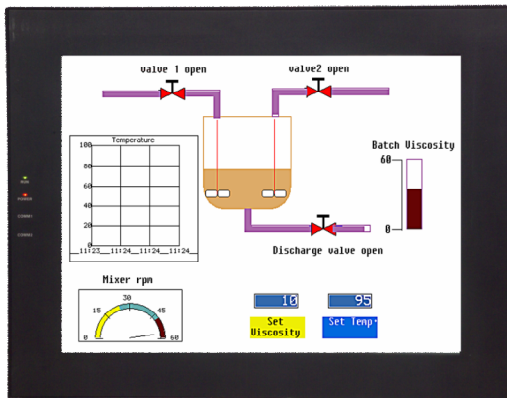 valve 1 open
valve2 open
Temperature
100
80
60
40
20
0
11:23
11:24
11:24
11:24
Batch Viscosity
60
0
Discharge valve open
Mixer rpm
0
15
30
45
60
10
95
Set
Viscosity
Set Temp
RUN
POWER
COMM1
COMM2